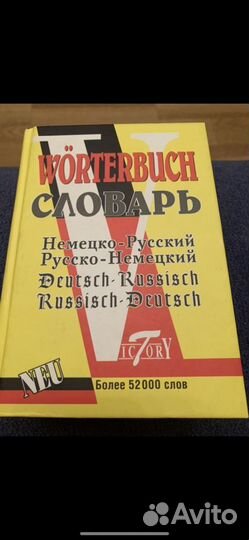 WÖRTERBUCH
СЛОВАРЬ
Немецко-Русский
Русско-Немецкий
Deutsch-Russisch
Russisch-Deutsch
VICTORY
NEU
Более 52000 слов
Avito